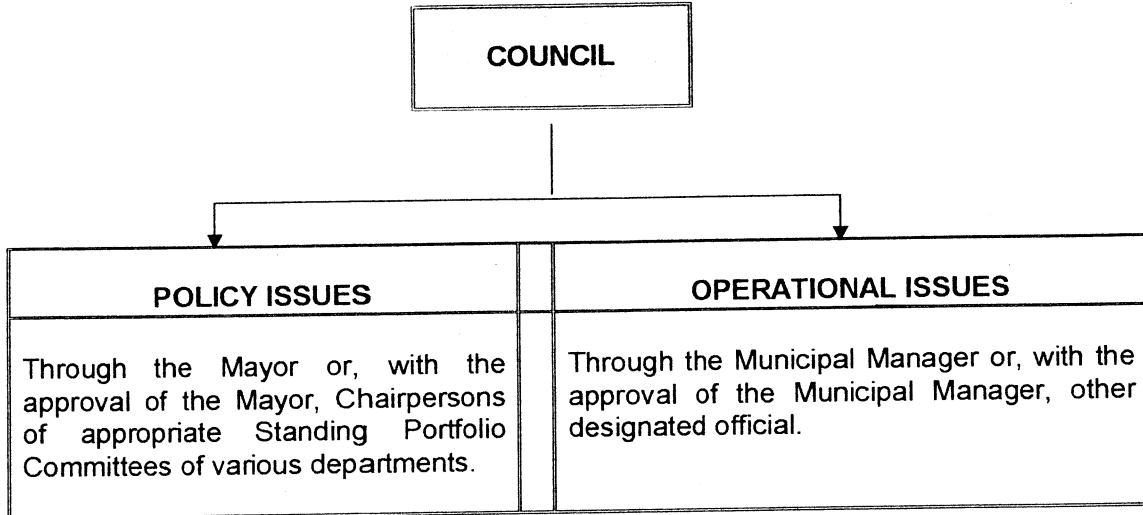 COUNCIL
POLICY ISSUES
OPERATIONAL ISSUES
Through the Mayor or, with the
approval of the Mayor, Chairpersons
of appropriate Standing Portfolio
Committees of various departments.
Through the Municipal Manager or, with the
approval of the Municipal Manager, other
designated official.